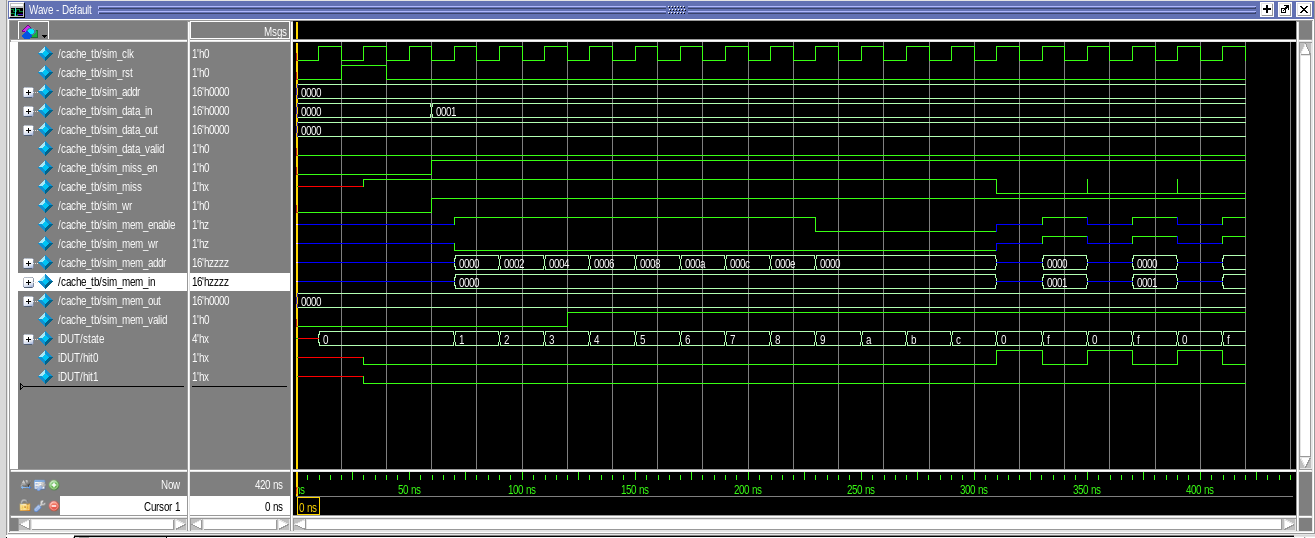 Wave - Default
Msgs
/cache_tb/sim_clk 1'h0
/cache_tb/sim_rst 1'h0
/cache_tb/sim_addr 16'h0000 0000
/cache_tb/sim_data_in 16'h0000 0000 0001
/cache_tb/sim_data_out 16'h0000 0000
/cache_tb/sim_data_valid 1'h0
/cache_tb/sim_miss_en 1'h0
/cache_tb/sim_miss 1'hx
/cache_tb/sim_wr 1'h0
/cache_tb/sim_mem_enable 1'hz
/cache_tb/sim_mem_wr 1'hz
/cache_tb/sim_mem_addr 16'hzzzz 0000 0002 0004 0006 0008 000a 000c 000e 0000 0000 0000
/cache_tb/sim_mem_in 16'hzzzz 0000 0001 0001
/cache_tb/sim_mem_out 16'h0000 0000
/cache_tb/sim_mem_valid 1'h0
iDUT/state 4'hx 0 1 2 3 4 5 6 7 8 9 a b c 0 f 0 f 0 f
iDUT/hit0 1'hx
iDUT/hit1 1'hx
Now 420 ns ns 50 ns 100 ns 150 ns 200 ns 250 ns 300 ns 350 ns 400 ns
Cursor 1 0 ns 0 ns